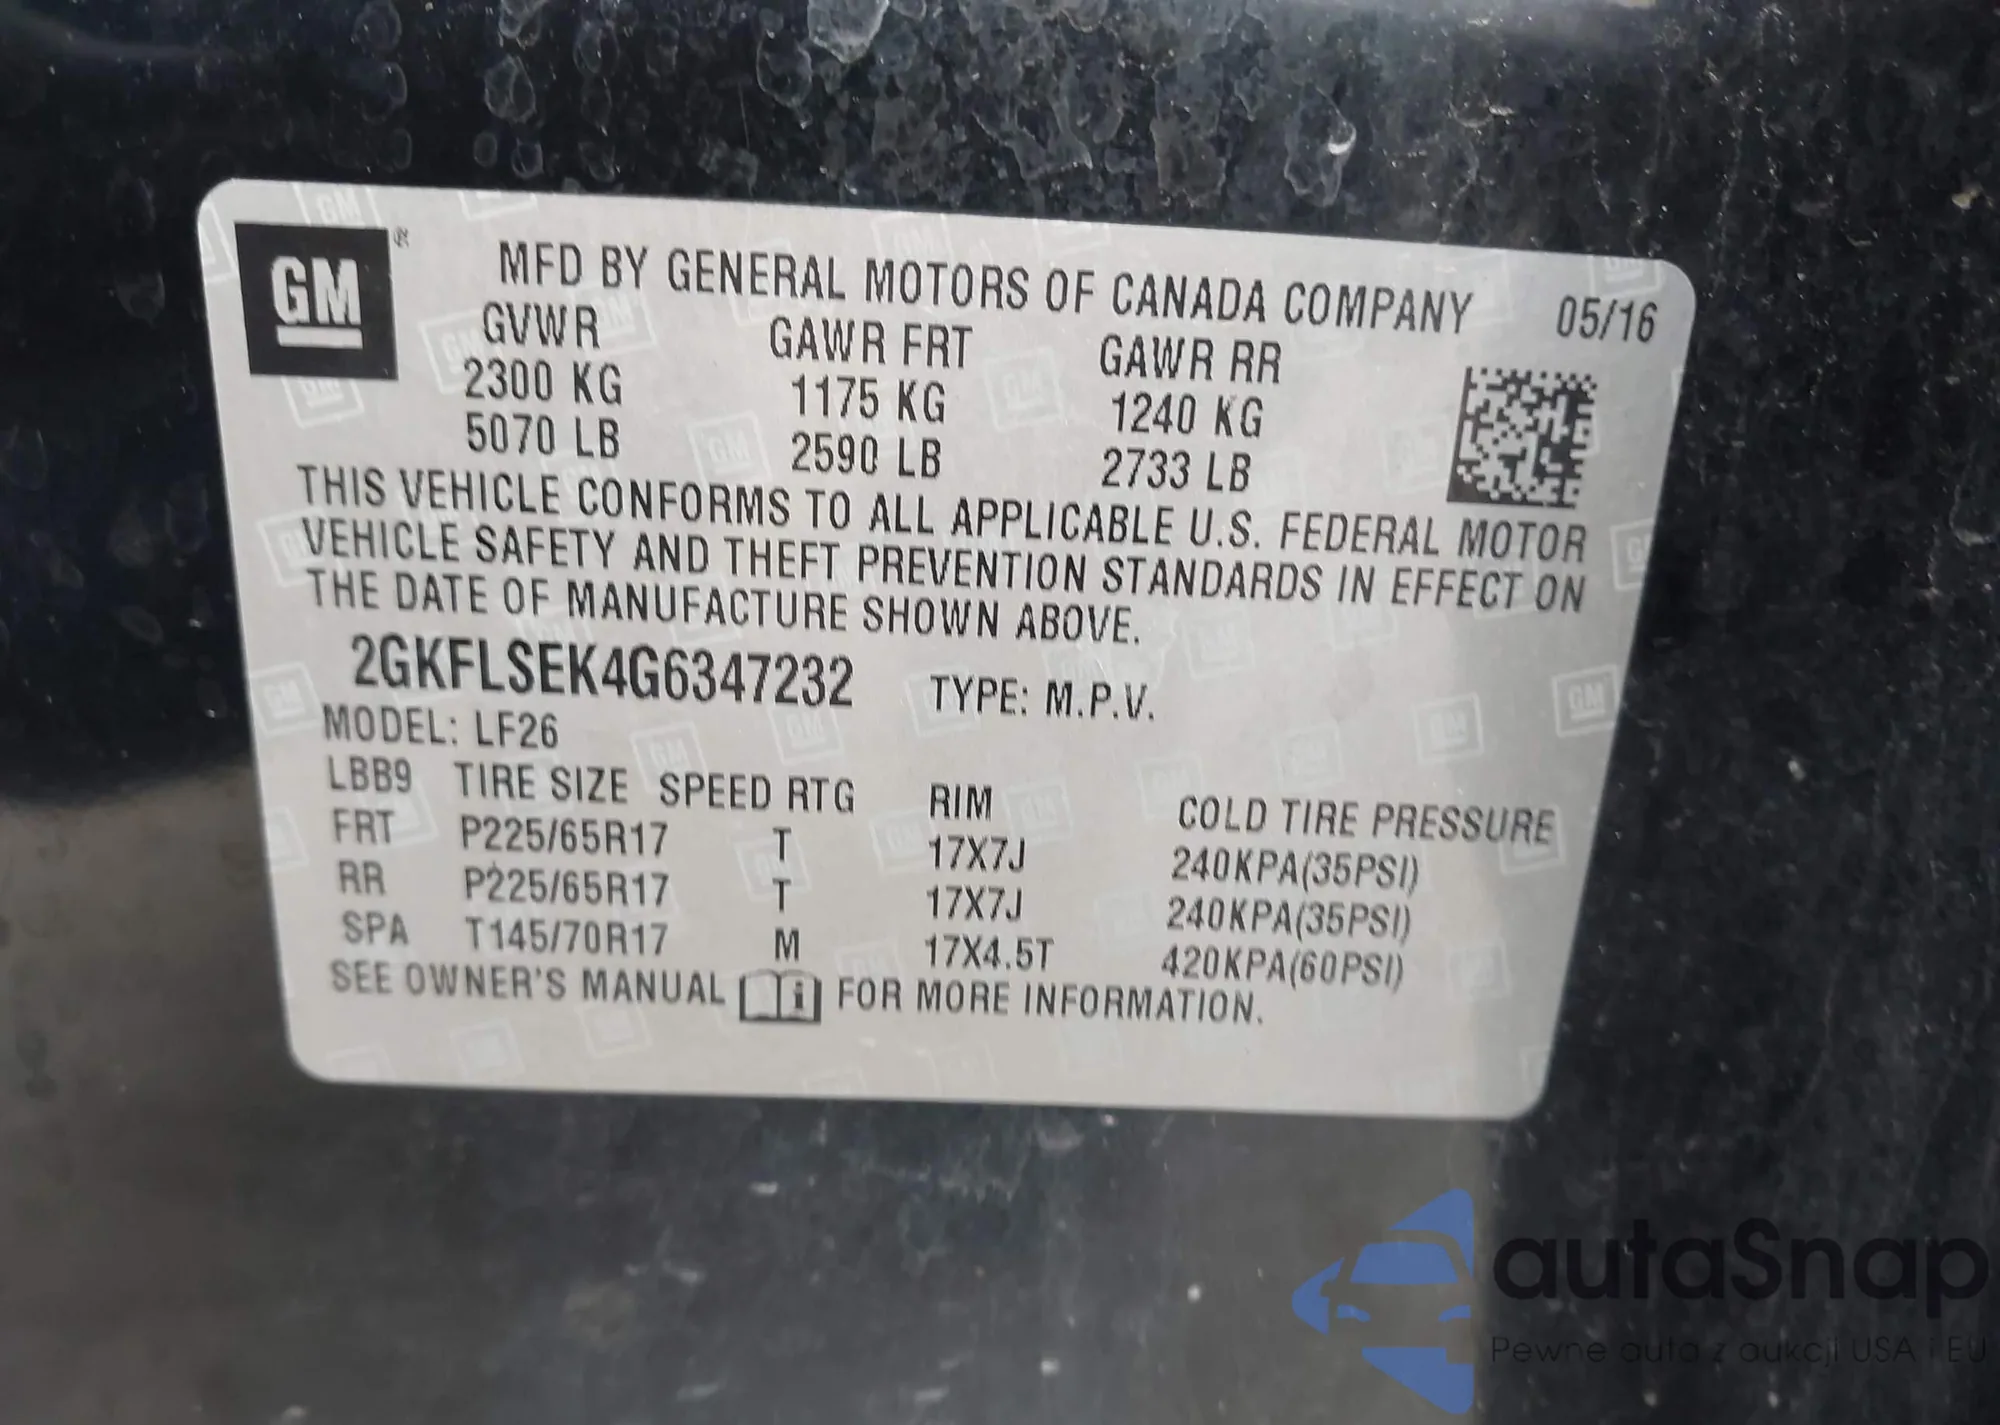 GM ®
MFD BY GENERAL MOTORS OF CANADA COMPANY 05/16
GVWR GAWR FRT GAWR RR
2300 KG 1175 KG 1240 KG
5070 LB 2590 LB 2733 LB
THIS VEHICLE CONFORMS TO ALL APPLICABLE U.S. FEDERAL MOTOR
VEHICLE SAFETY AND THEFT PREVENTION STANDARDS IN EFFECT ON
THE DATE OF MANUFACTURE SHOWN ABOVE.
2GKFLSEK4G6347232 TYPE: M.P.V.
MODEL: LF26
LBB9 TIRE SIZE SPEED RTG RIM COLD TIRE PRESSURE
FRT P225/65R17 T 17X7J 240KPA(35PSI)
RR P225/65R17 T 17X7J 240KPA(35PSI)
SPA T145/70R17 M 17X4.5T 420KPA(60PSI)
SEE OWNER'S MANUAL i FOR MORE INFORMATION.
autaSnap
Pewne auta z aukcji USA i EU